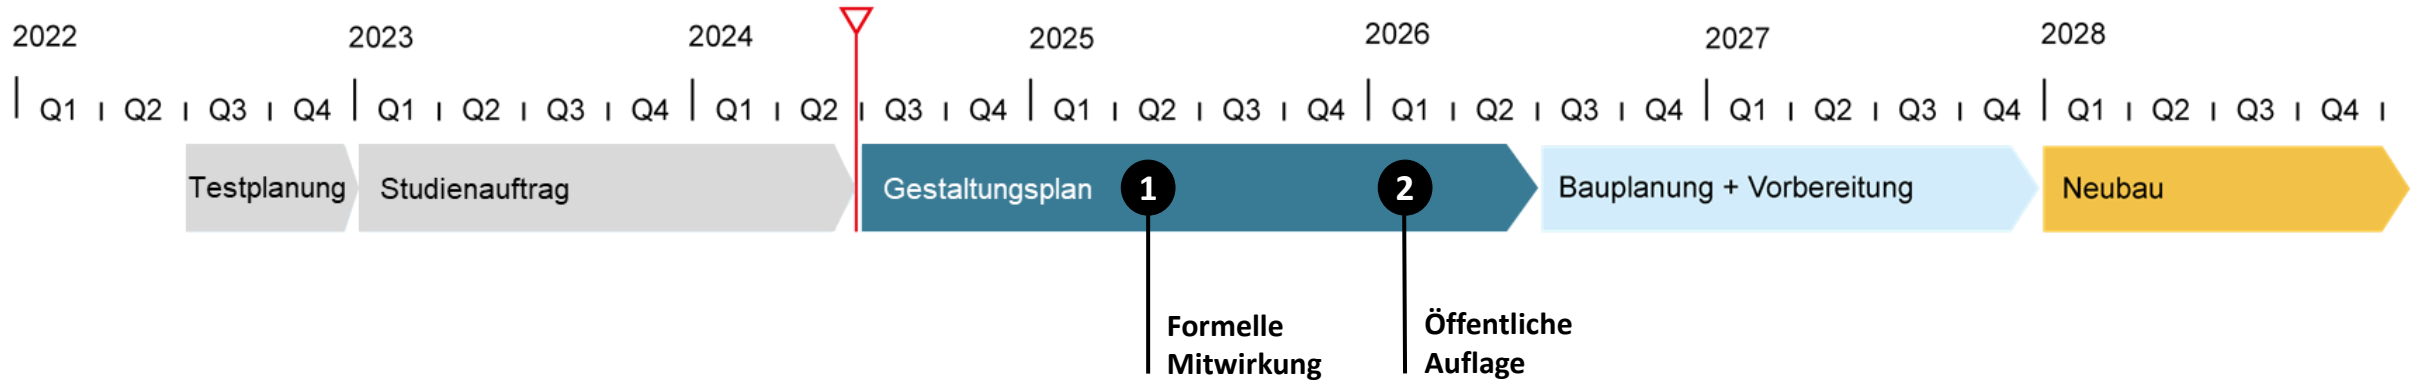 2022 2023 2024 2025 2026 2027 2028
Q1 Q2 Q3 Q4 Q1 Q2 Q3 Q4 Q1 Q2 Q3 Q4 Q1 Q2 Q3 Q4 Q1 Q2 Q3 Q4 Q1 Q2 Q3 Q4 Q1 Q2 Q3 Q4
Testplanung Studienauftrag Gestaltungsplan 1 2 Bauplanung + Vorbereitung Neubau
Formelle
Mitwirkung
Öffentliche
Auflage